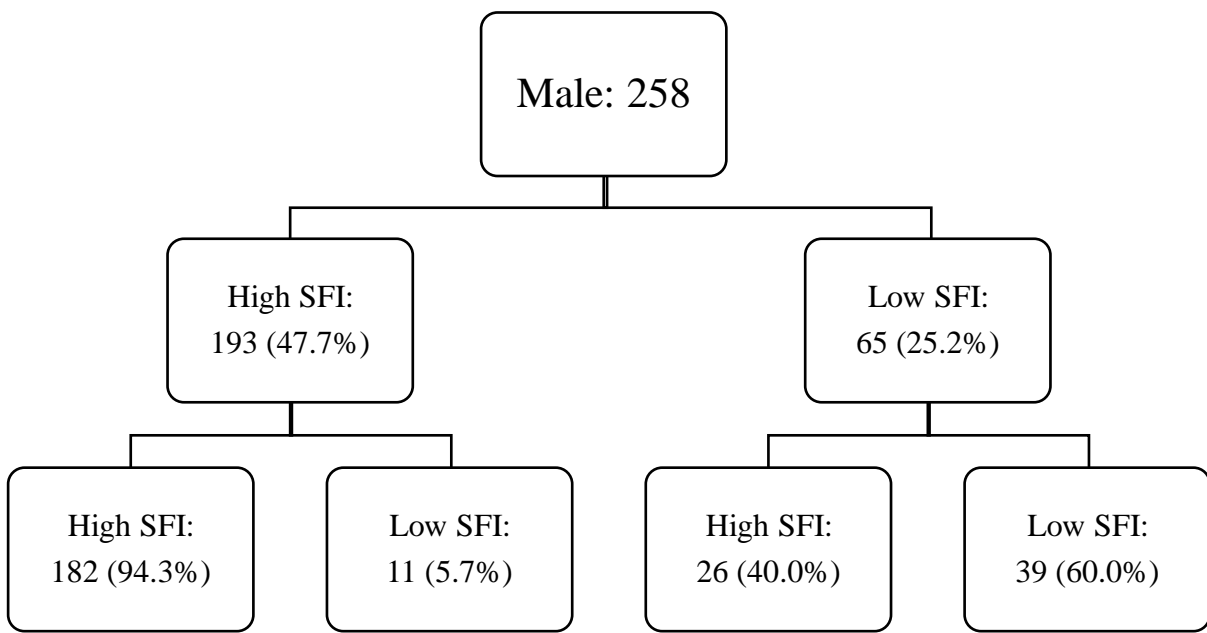 Male: 258
High SFI:
193 (47.7%)
Low SFI:
65 (25.2%)
High SFI:
182 (94.3%)
Low SFI:
11 (5.7%)
High SFI:
26 (40.0%)
Low SFI:
39 (60.0%)